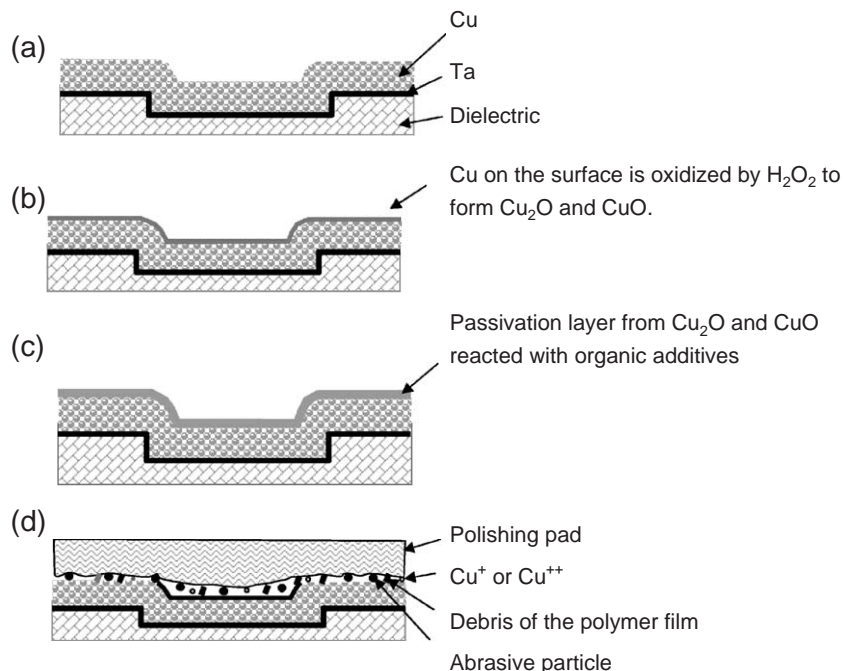 (a)
Cu
Ta
Dielectric
(b)
Cu on the surface is oxidized by H₂O₂ to
form Cu₂O and CuO.
(c)
Passivation layer from Cu₂O and CuO
reacted with organic additives
(d)
Polishing pad
Cu⁺ or Cu⁺⁺
Debris of the polymer film
Abrasive particle